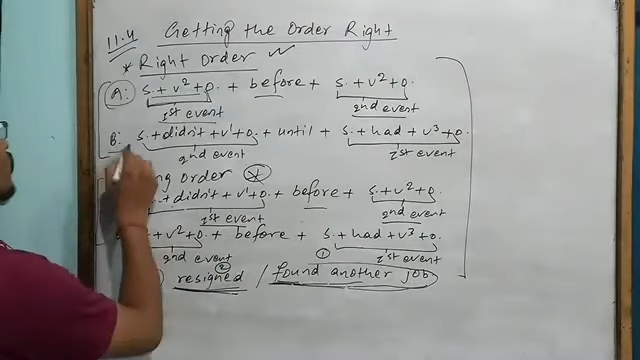 11.4 Getting the Order Right
* Right Order ✓
A: S. + V² + O. + before + S. + V² + O.
1st event 2nd event
B: S. + didn't + V¹ + O. + until + S. + had + V³ + O.
2nd event 1st event
Order
S. + didn't + V¹ + O. + before + S. + V² + O.
1st event 2nd event
+ V² + O. + before + S. + had + V³ + O.
2nd event ① 1st event
② resigned / found another job